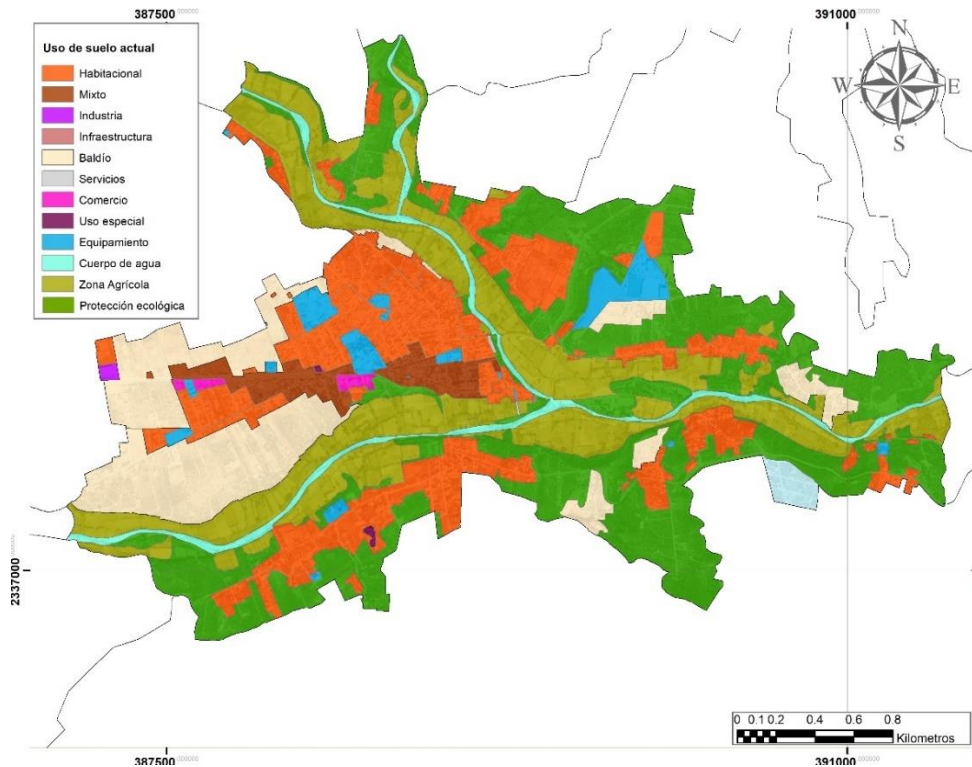 387500
391000
Uso de suelo actual
Habitacional
Mixto
Industria
Infraestructura
Baldío
Servicios
Comercio
Uso especial
Equipamiento
Cuerpo de agua
Zona Agrícola
Protección ecológica
N
W E
S
2337000
0 0.1 0.2 0.4 0.6 0.8
Kilometros
387500
391000